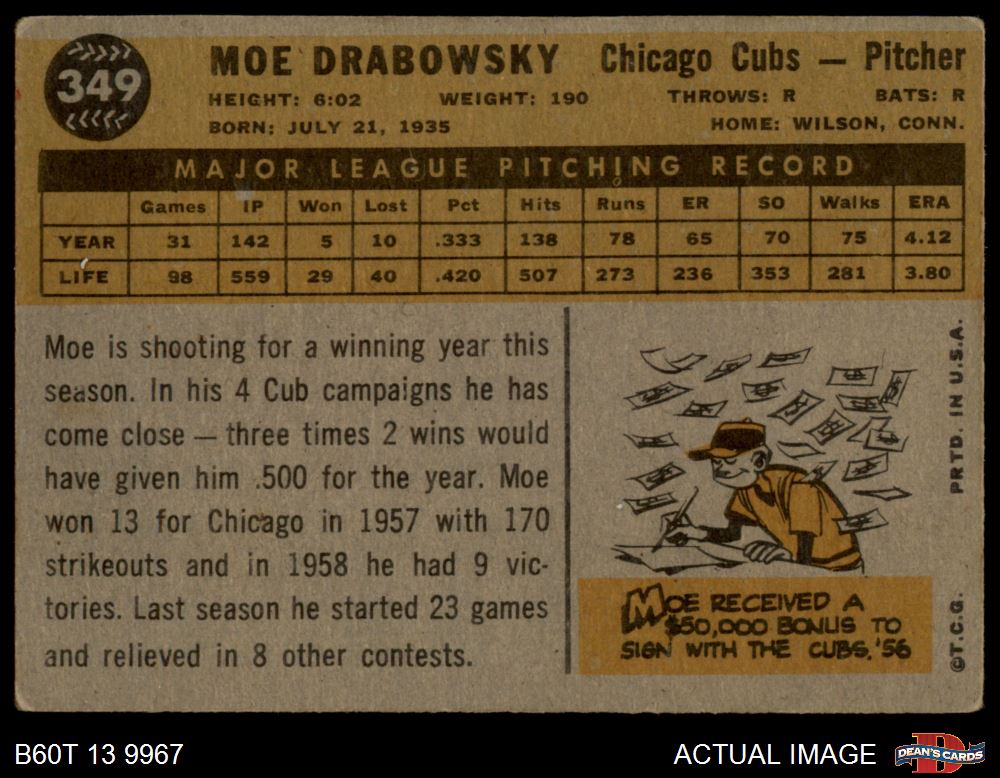 349
MOE DRABOWSKY Chicago Cubs — Pitcher
HEIGHT: 6:02 WEIGHT: 190 THROWS: R BATS: R
BORN: JULY 21, 1935 HOME: WILSON, CONN.
MAJOR LEAGUE PITCHING RECORD
Games IP Won Lost Pct Hits Runs ER SO Walks ERA
YEAR 31 142 5 10 .333 138 78 65 70 75 4.12
LIFE 98 559 29 40 .420 507 273 236 353 281 3.80
Moe is shooting for a winning year this
season. In his 4 Cub campaigns he has
come close — three times 2 wins would
have given him .500 for the year. Moe
won 13 for Chicago in 1957 with 170
strikeouts and in 1958 he had 9 vic-
tories. Last season he started 23 games
and relieved in 8 other contests.
MOE RECEIVED A
$50,000 BONUS TO
SIGN WITH THE CUBS, '56
©T.C.G. PRTD. IN U.S.A.
B60T 13 9967 ACTUAL IMAGE
D
DEAN'S CARDS